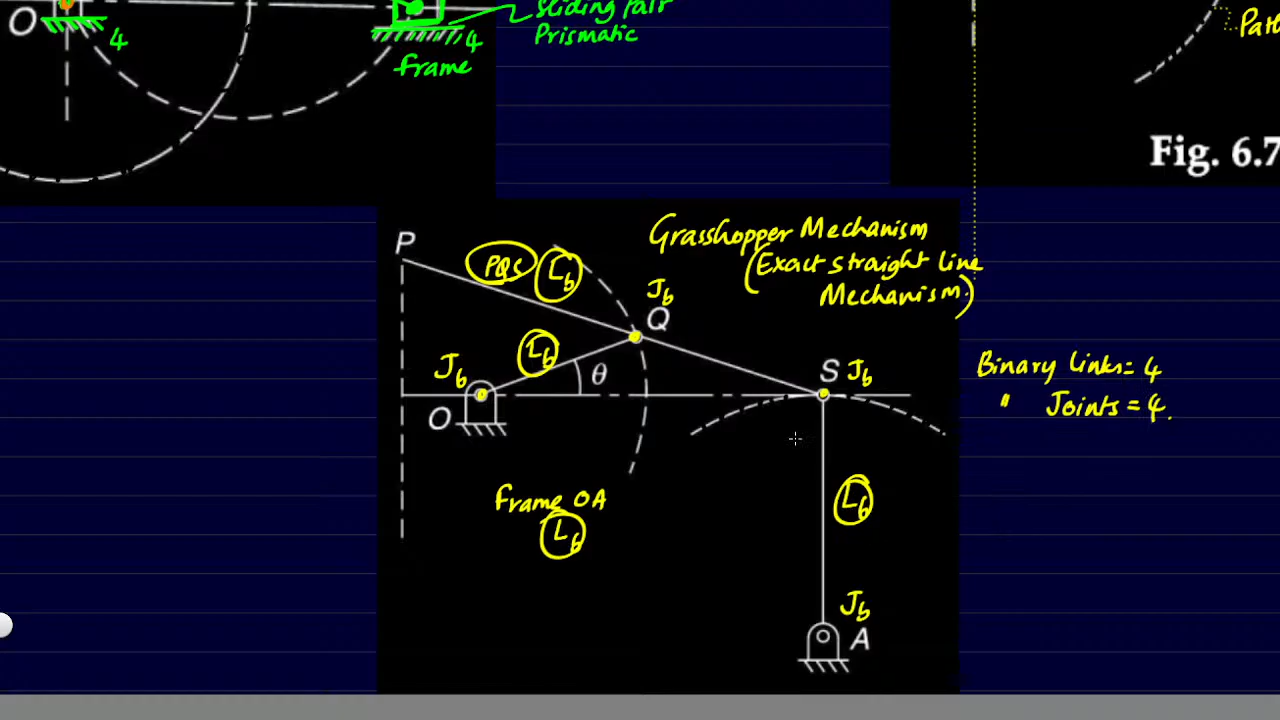 Sliding Pair
Prismatic
O
4
4
frame
Path
Fig. 6.7
P
PQS
Lb
Grasshopper Mechanism
(Exact straight line
Mechanism)
Jb
Q
Lb
Jb
θ
S Jb
O
Binary Links = 4
" Joints = 4.
Frame OA
Lb
Lb
Jb
A